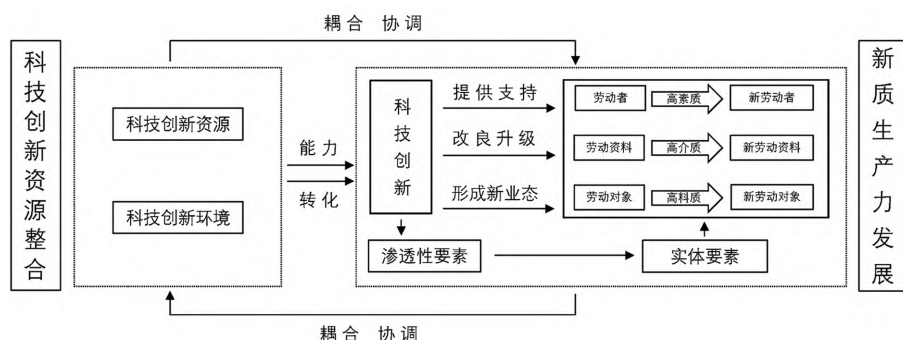 耦合 协调
科技创新资源整合
科技创新资源
科技创新环境
能力
转化
科技创新
提供支持
改良升级
形成新业态
劳动者
高素质
新劳动者
劳动资料
高介质
新劳动资料
劳动对象
高科质
新劳动对象
渗透性要素
实体要素
新质生产力发展
耦合 协调